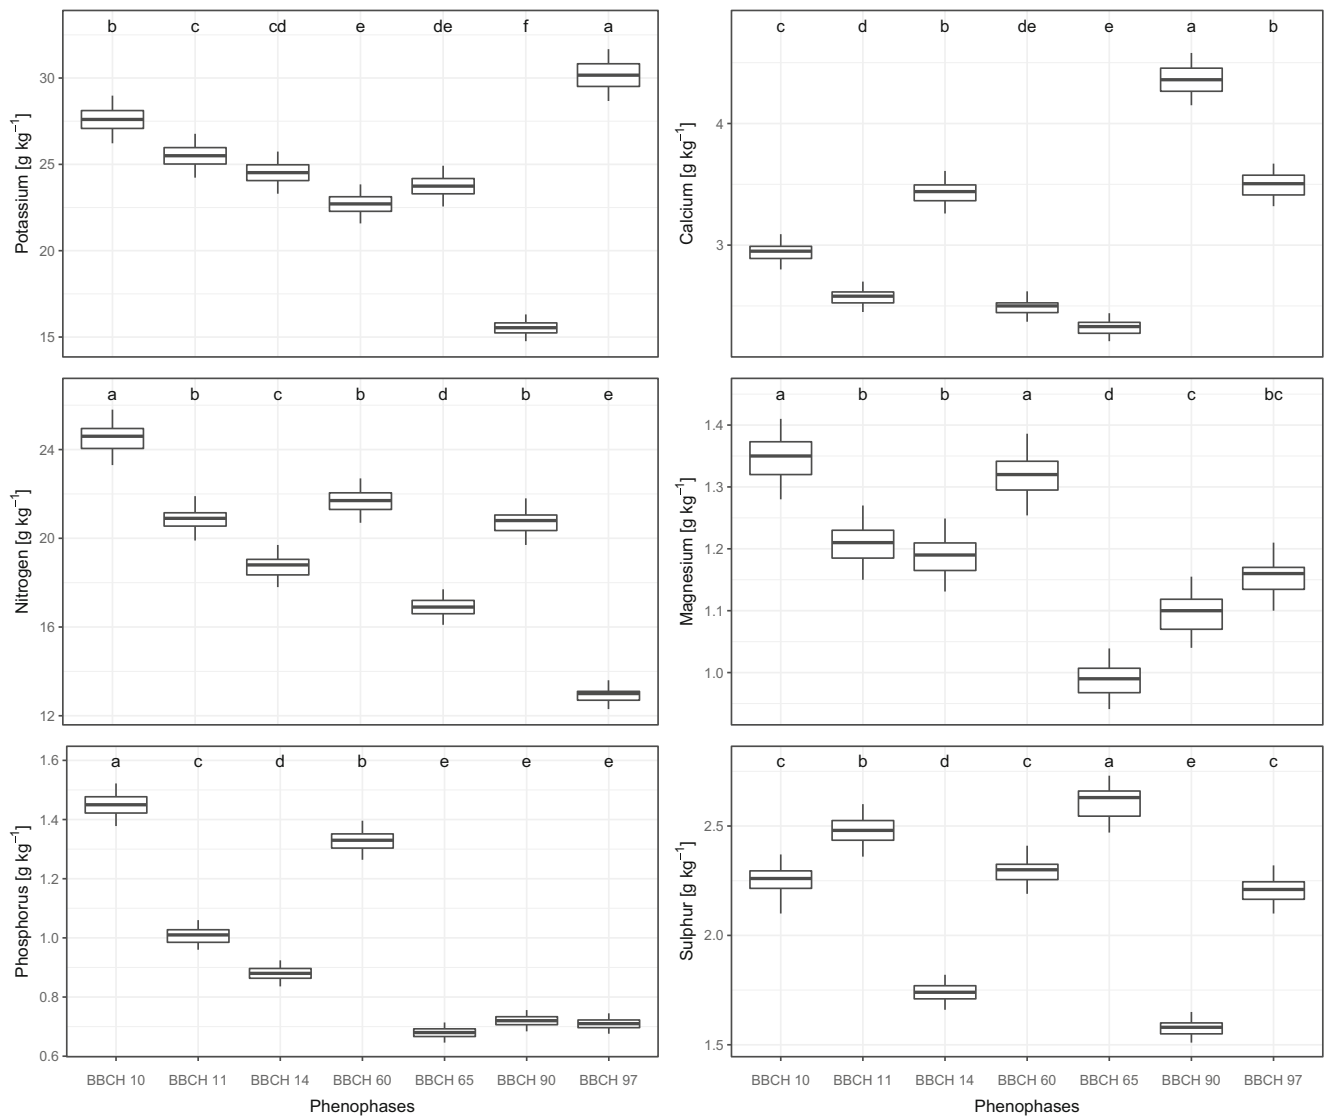 b c cd e de f a
Potassium [g kg⁻¹]
30
25
20
15
c d b de e a b
Calcium [g kg⁻¹]
4
3
a b c b d b e
Nitrogen [g kg⁻¹]
24
20
16
12
a b b a d c bc
Magnesium [g kg⁻¹]
1.4
1.3
1.2
1.1
1.0
a c d b e e e
Phosphorus [g kg⁻¹]
1.6
1.4
1.2
1.0
0.8
0.6
BBCH 10 BBCH 11 BBCH 14 BBCH 60 BBCH 65 BBCH 90 BBCH 97
Phenophases
c b d c a e c
Sulphur [g kg⁻¹]
2.5
2.0
1.5
BBCH 10 BBCH 11 BBCH 14 BBCH 60 BBCH 65 BBCH 90 BBCH 97
Phenophases